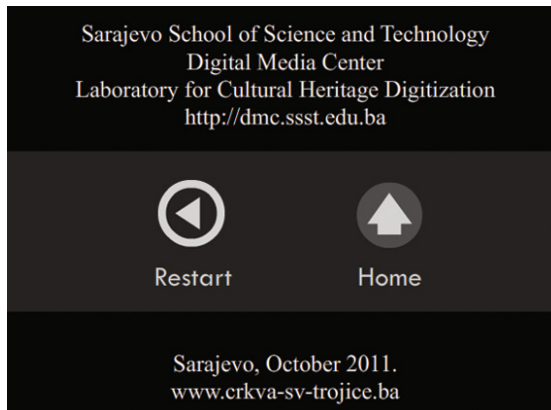 Sarajevo School of Science and Technology
Digital Media Center
Laboratory for Cultural Heritage Digitization
http://dmc.ssst.edu.ba
Restart Home
Sarajevo, October 2011.
www.crkva-sv-trojice.ba